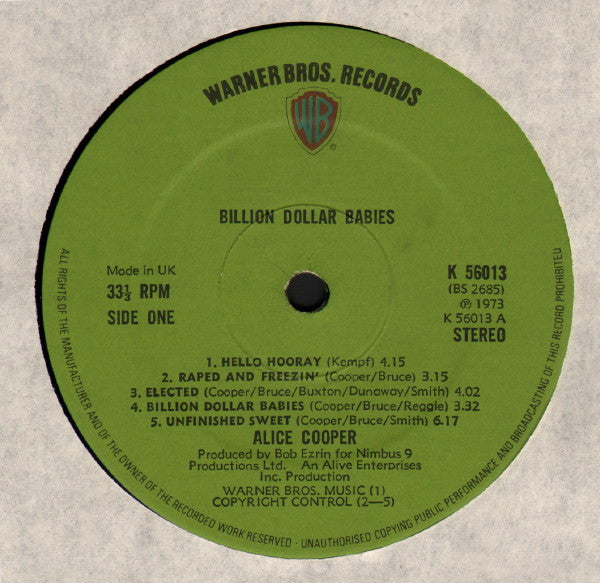 WARNER BROS. RECORDS
WB
®
BILLION DOLLAR BABIES
Made in UK
33⅓ RPM
SIDE ONE
K 56013
(BS 2685)
℗ 1973
K 56013 A
STEREO
1. HELLO HOORAY (Kempf) 4.15
2. RAPED AND FREEZIN' (Cooper/Bruce) 3.15
3. ELECTED (Cooper/Bruce/Buxton/Dunaway/Smith) 4.02
4. BILLION DOLLAR BABIES (Cooper/Bruce/Reggie) 3.32
5. UNFINISHED SWEET (Cooper/Bruce/Smith) 6.17
ALICE COOPER
Produced by Bob Ezrin for Nimbus 9
Productions Ltd. An Alive Enterprises
Inc. Production
WARNER BROS. MUSIC (1)
COPYRIGHT CONTROL (2—5)
ALL RIGHTS OF THE MANUFACTURER AND OF THE OWNER OF THE RECORDED WORK RESERVED · UNAUTHORISED COPYING PUBLIC PERFORMANCE AND BROADCASTING OF THIS RECORD PROHIBITED